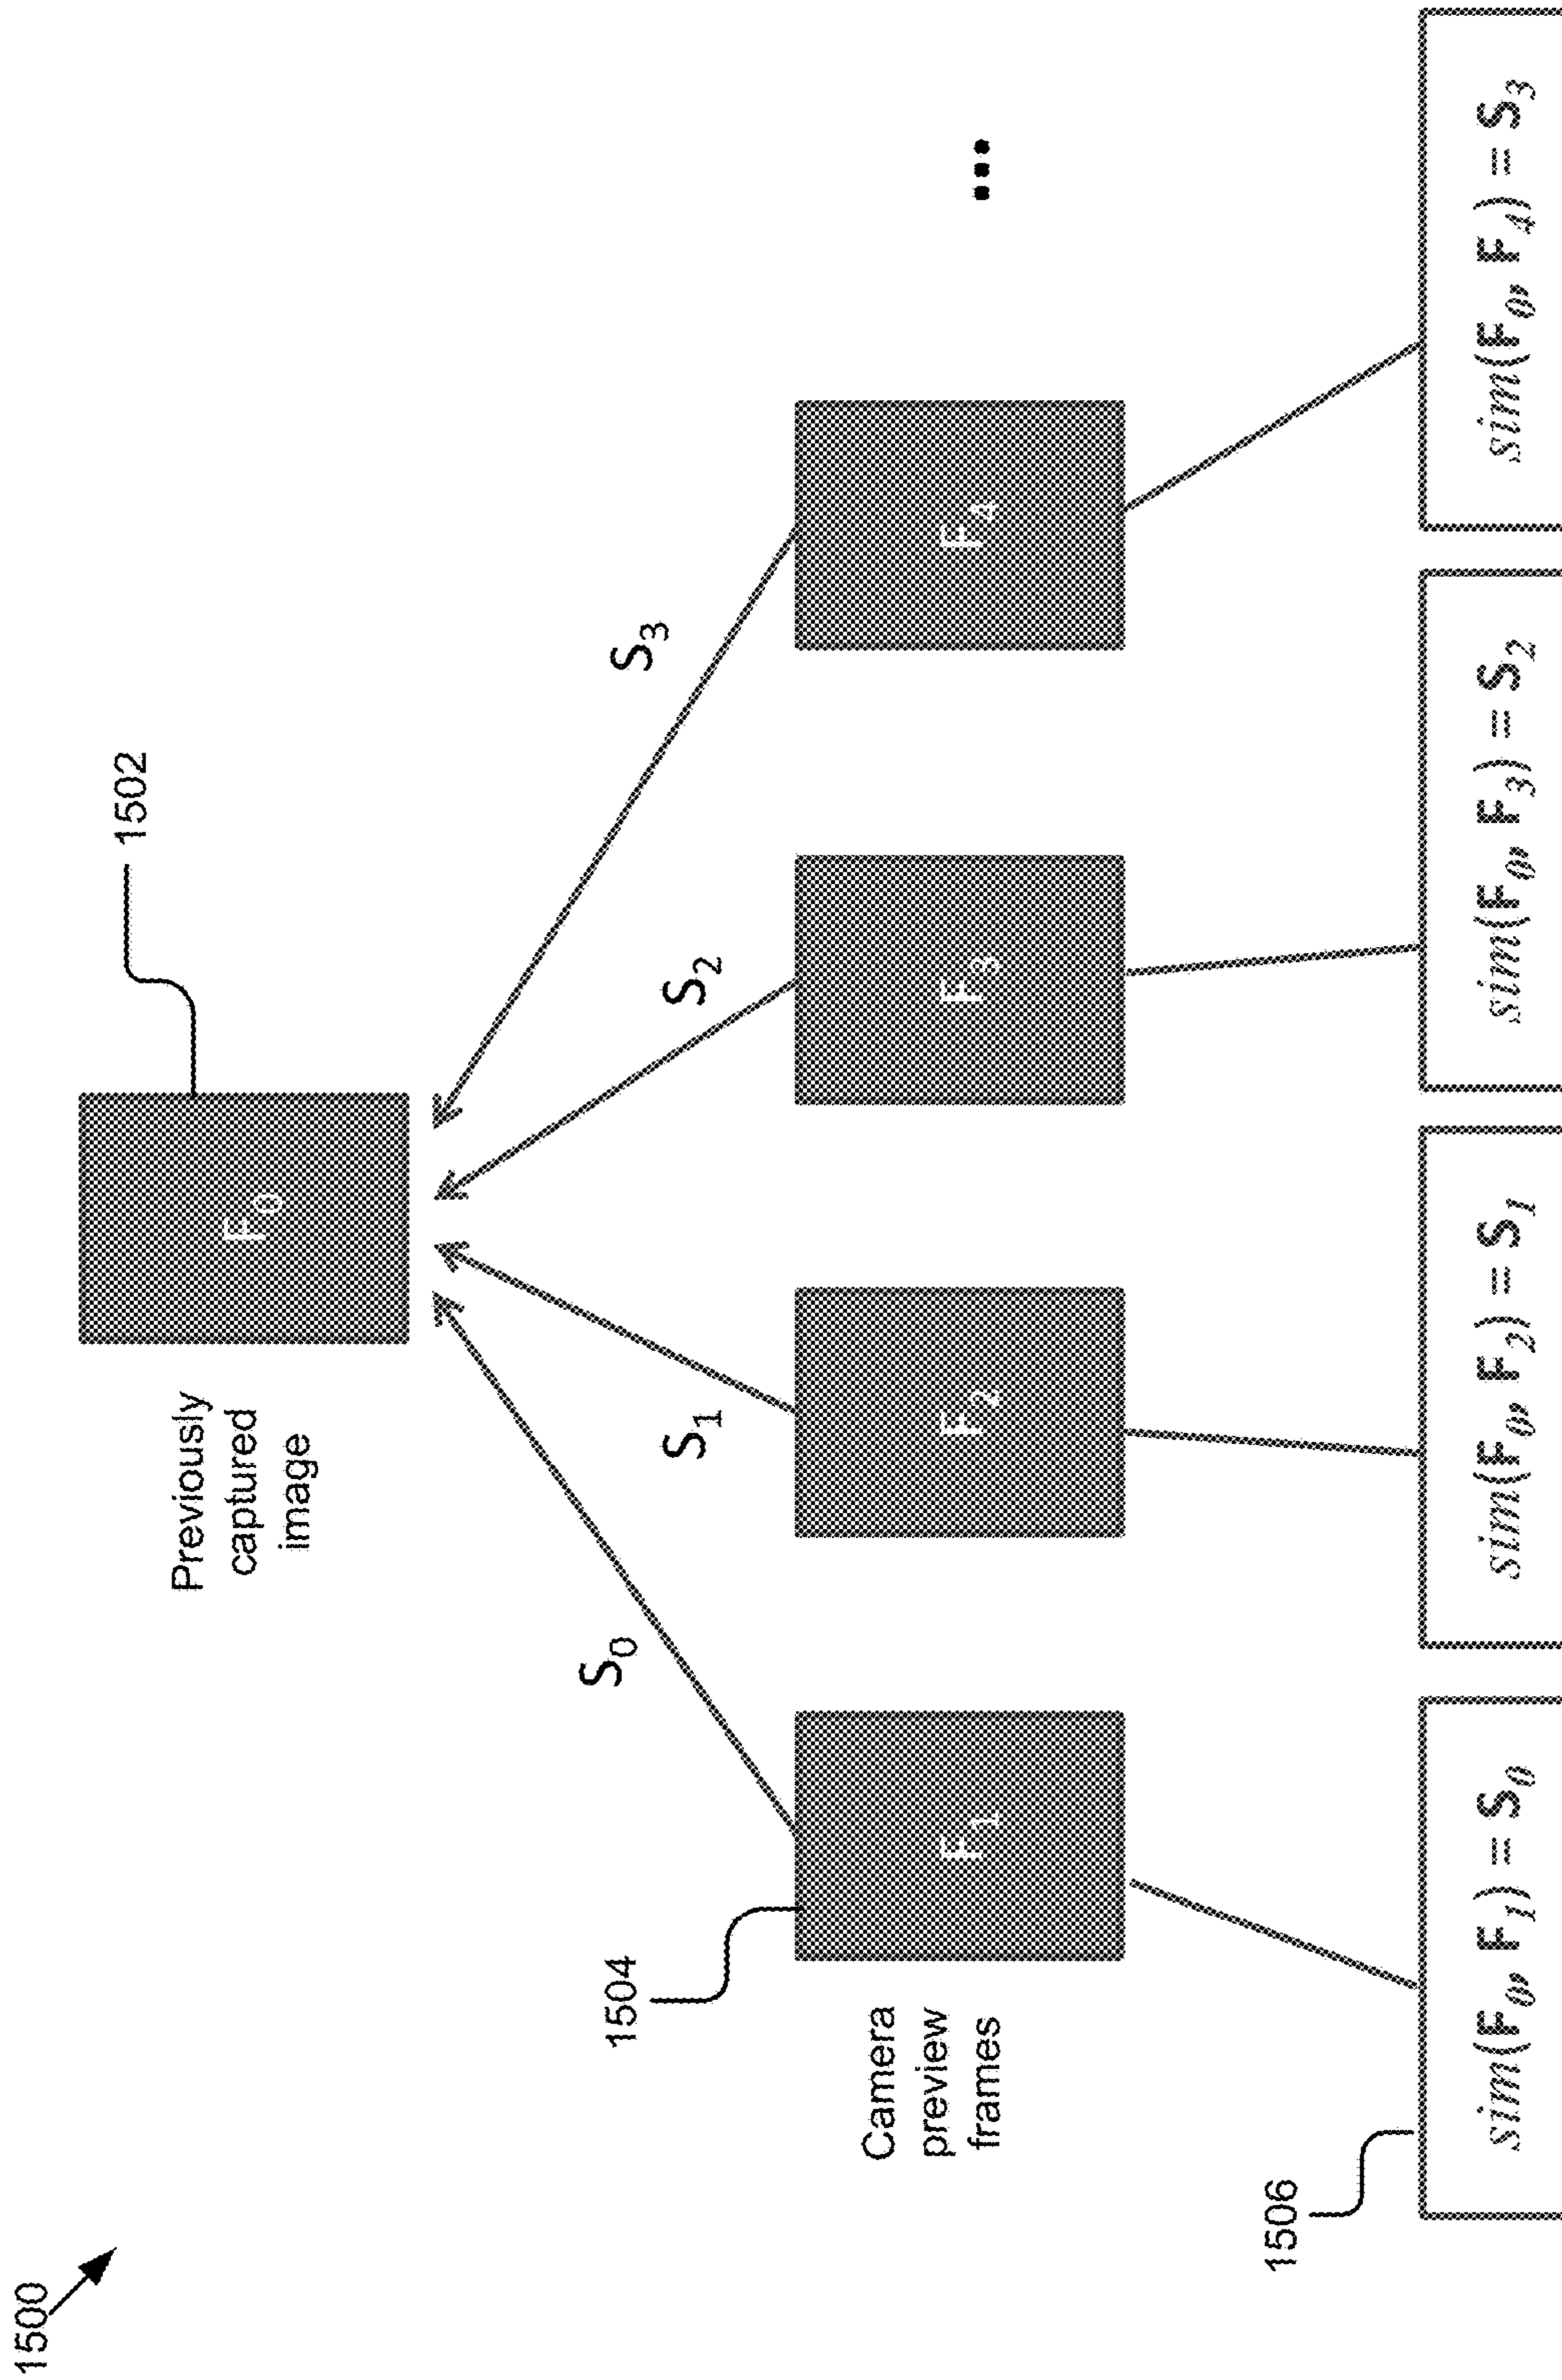 1500
1502
Previously
captured
image
F₀
S₀
S₁
S₂
S₃
1504
Camera
preview
frames
F₁
F₂
F₃
F₄
...
1506
sim(F₀, F₁) = S₀
sim(F₀, F₂) = S₁
sim(F₀, F₃) = S₂
sim(F₀, F₄) = S₃